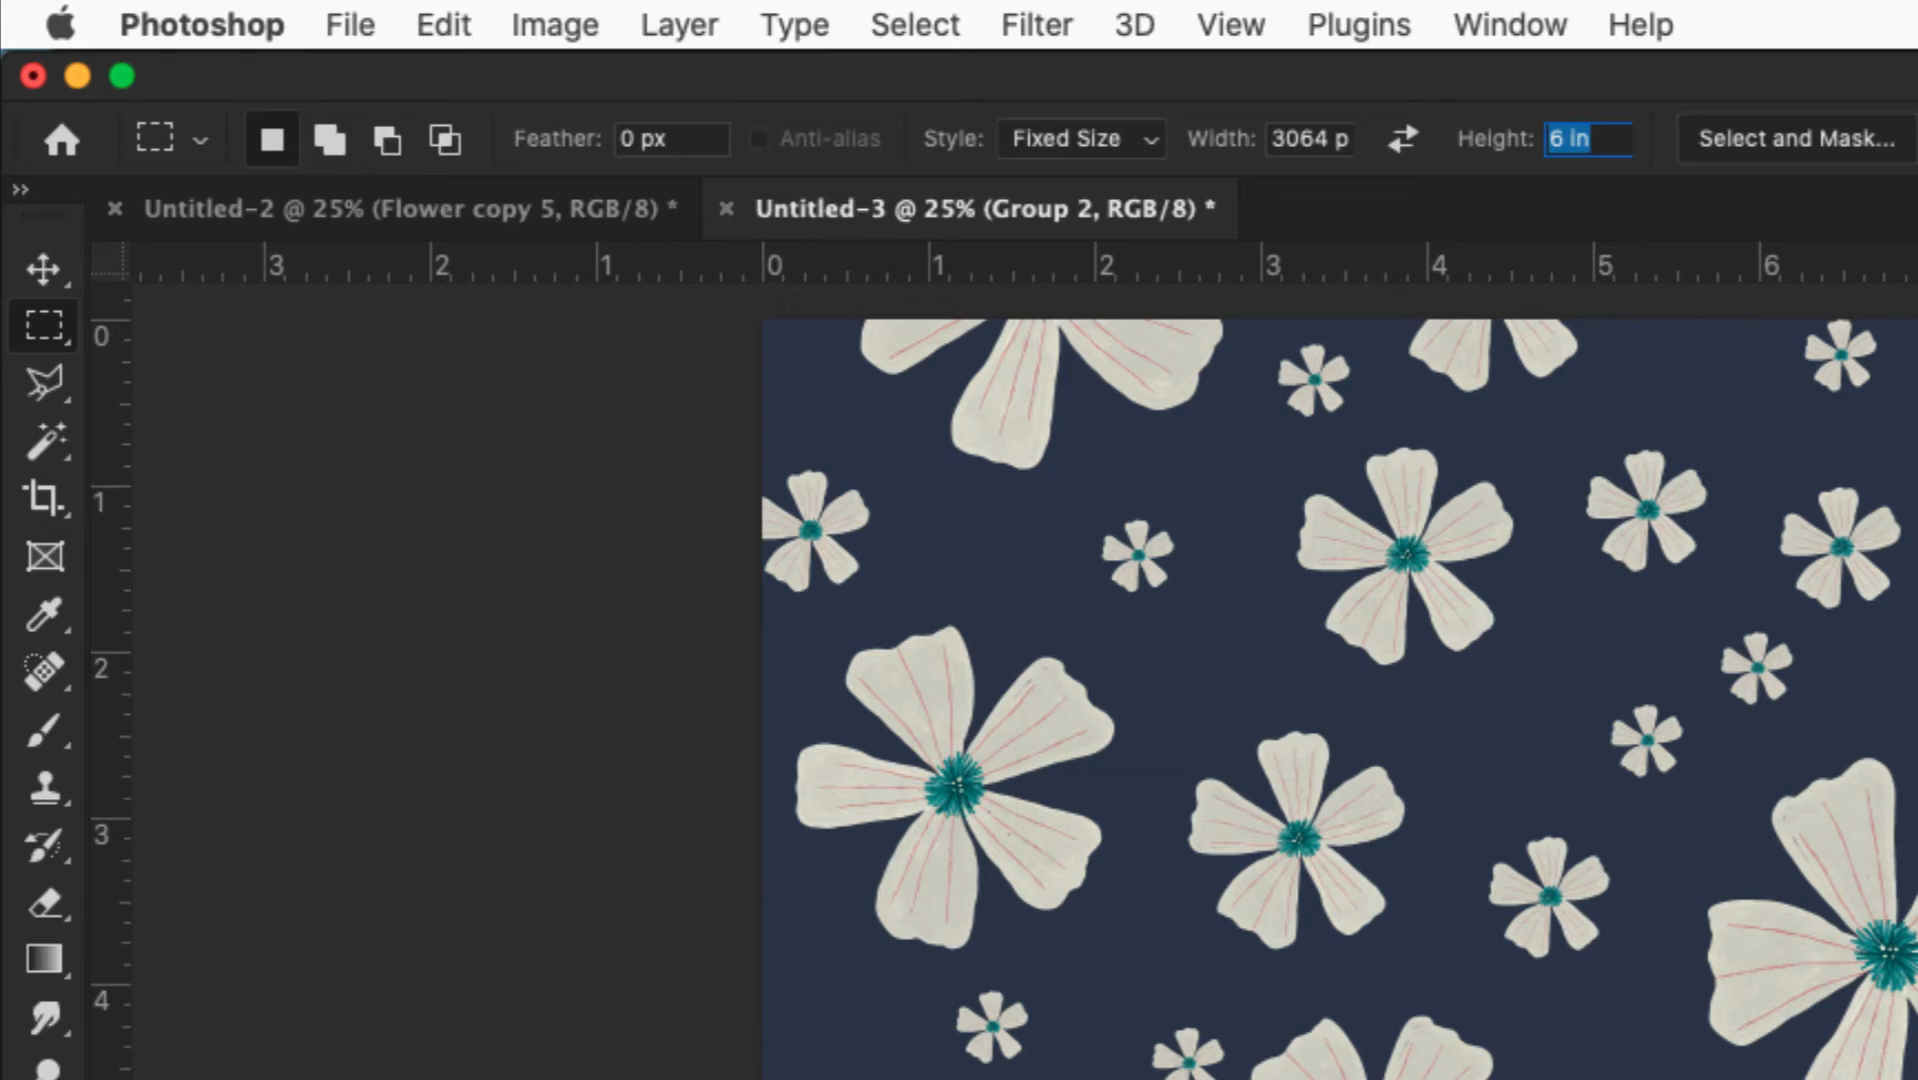 Photoshop File Edit Image Layer Type Select Filter 3D View Plugins Window Help
Feather: 0 px Anti-alias Style: Fixed Size Width: 3064 p Height: 6 in Select and Mask...
Untitled-2 @ 25% (Flower copy 5, RGB/8) * Untitled-3 @ 25% (Group 2, RGB/8) *
3 2 1 0 1 2 3 4 5 6
0
1
2
3
4